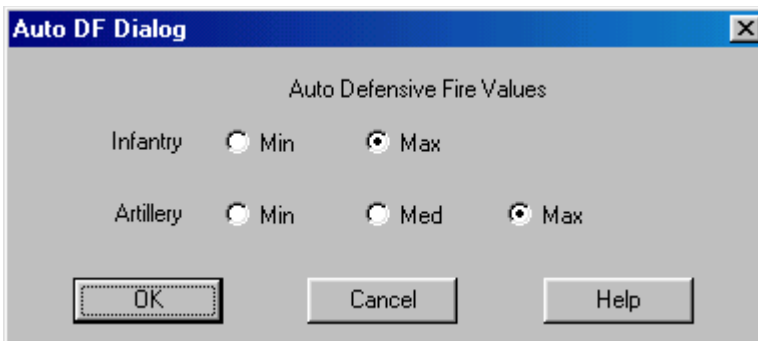 Auto DF Dialog
Auto Defensive Fire Values
Infantry Min Max
Artillery Min Med Max
OK Cancel Help